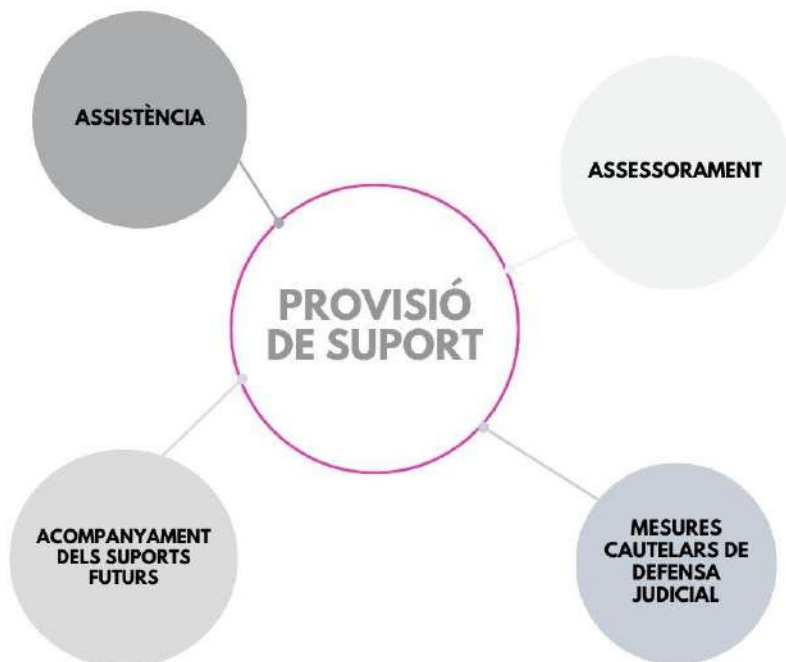 ASSISTÈNCIA
ASSESSORAMENT
PROVISIÓ
DE SUPORT
ACOMPANYAMENT
DELS SUPORTS
FUTURS
MESURES
CAUTELARS DE
DEFENSA
JUDICIAL